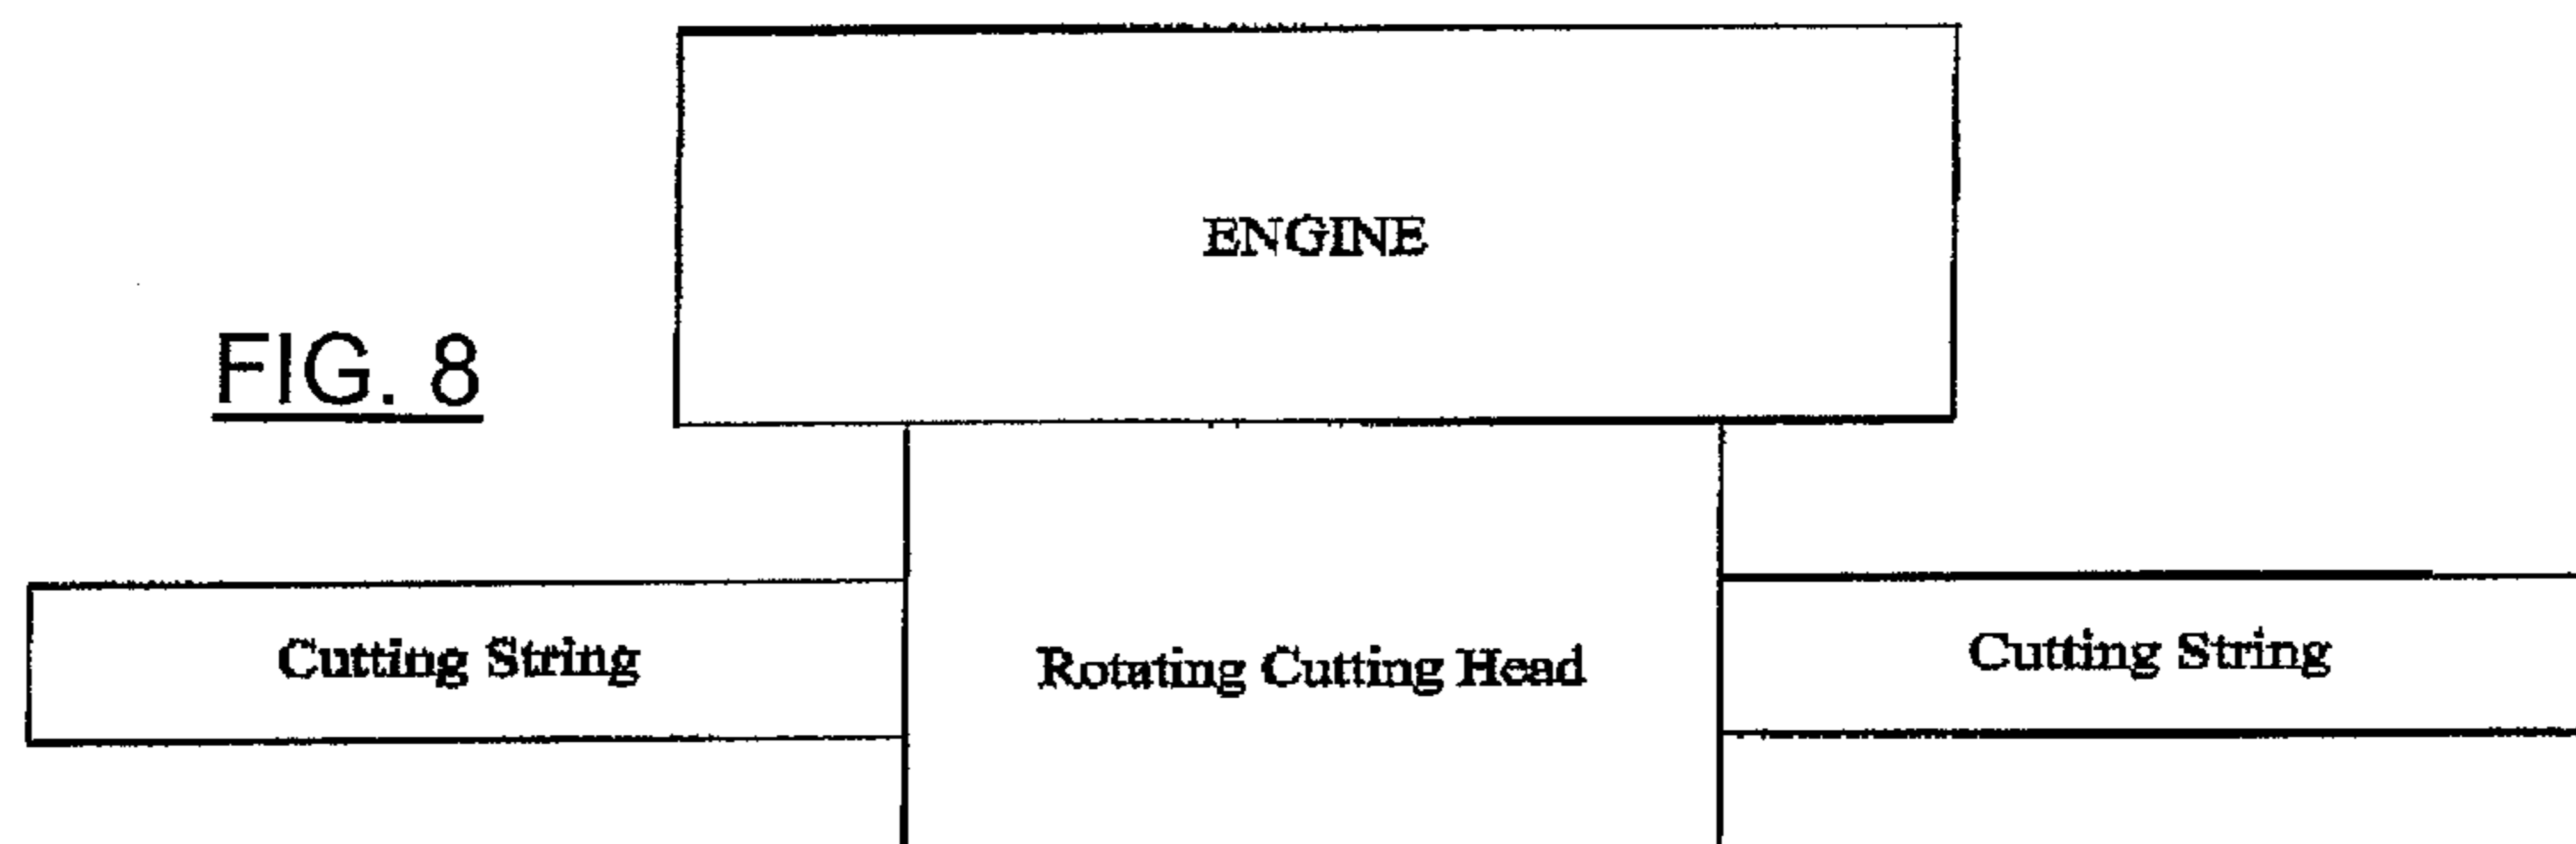 ENGINE
FIG. 8
Cutting String
Rotating Cutting Head
Cutting String